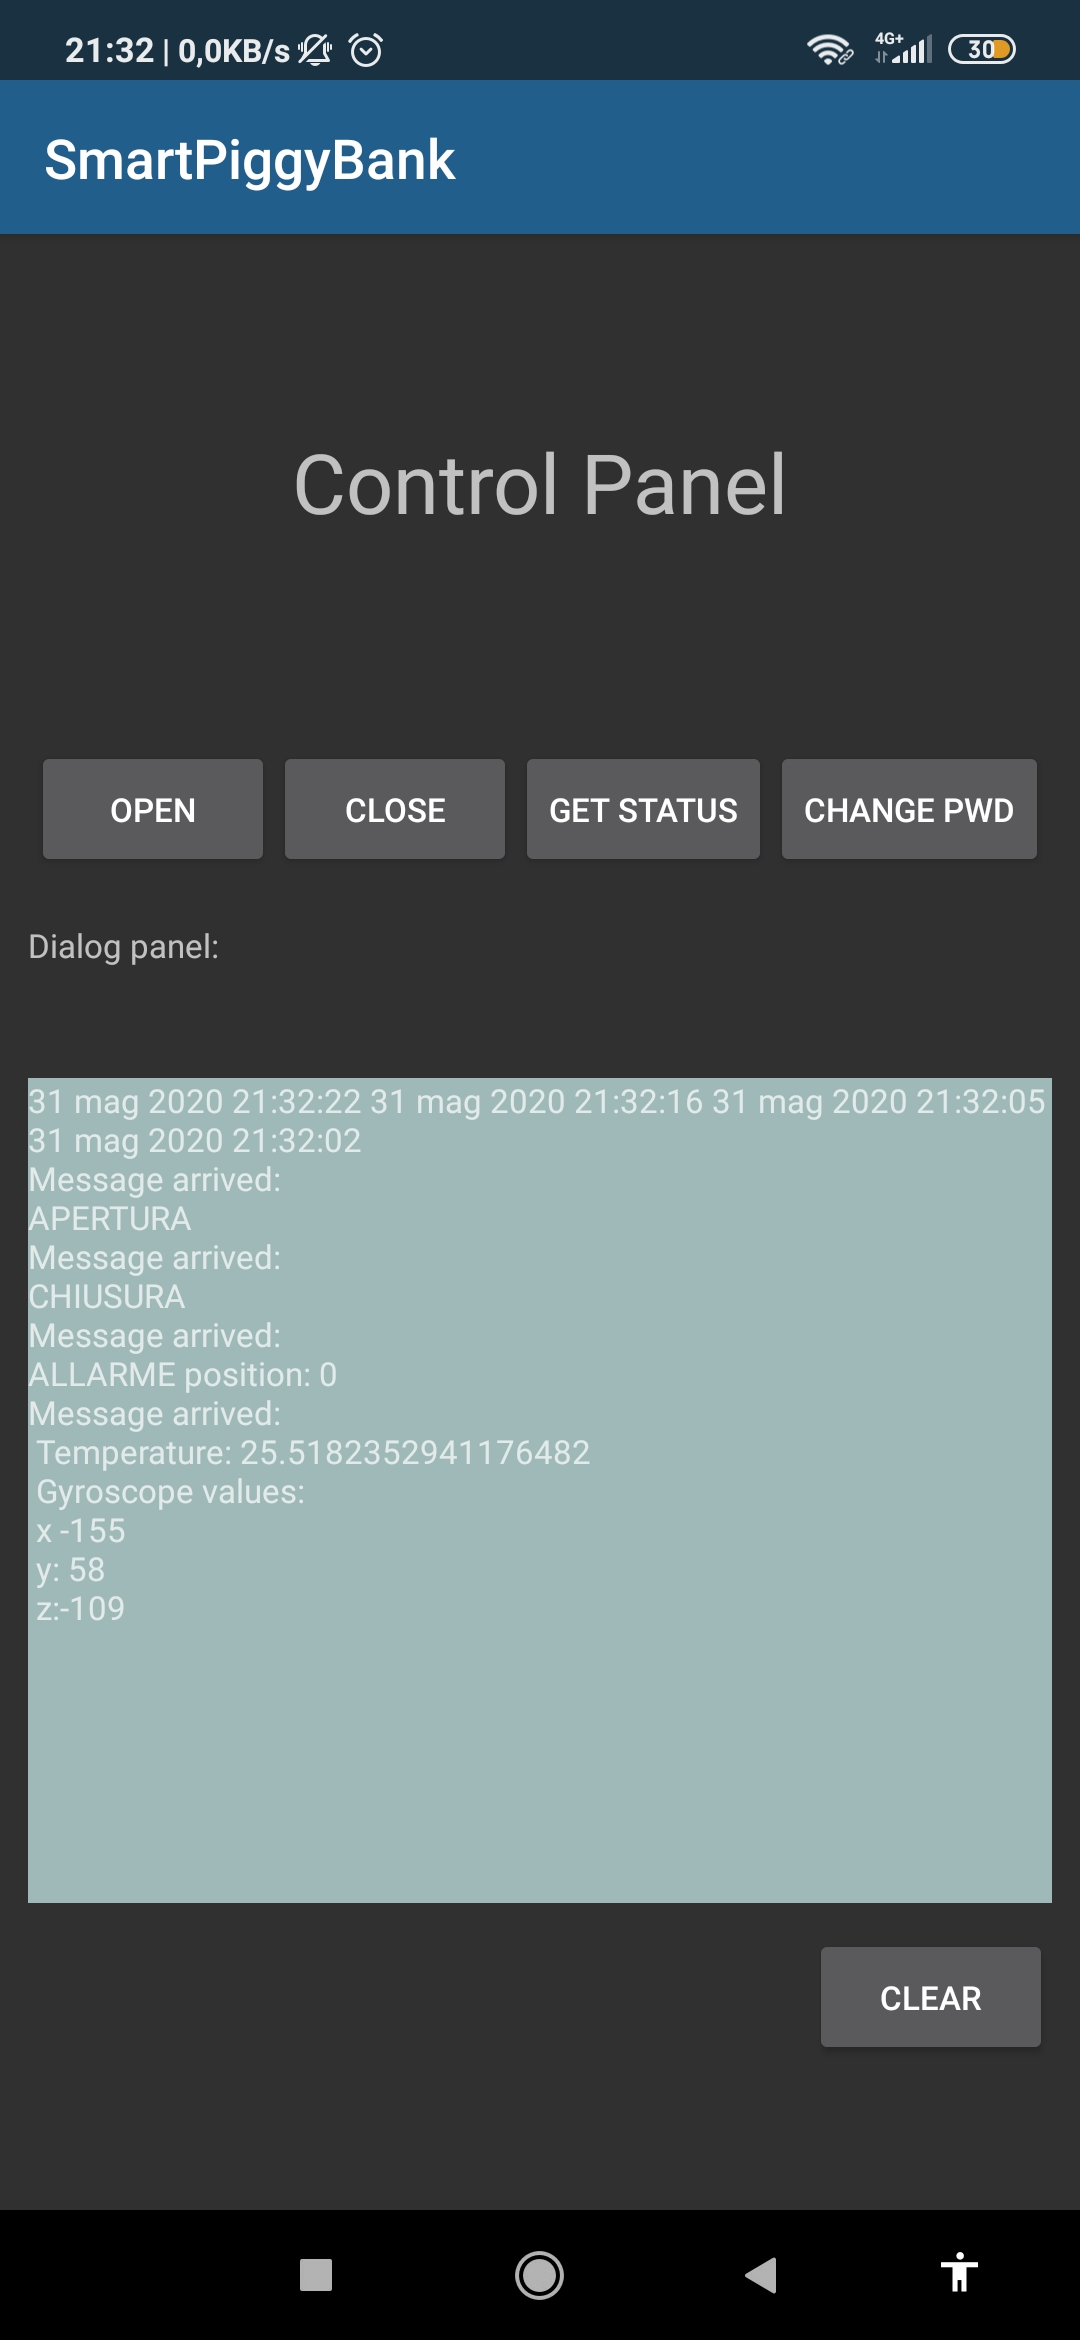 21:32 | 0,0KB/s 4G+ 30
SmartPiggyBank
Control Panel
OPEN CLOSE GET STATUS CHANGE PWD
Dialog panel:
31 mag 2020 21:32:22 31 mag 2020 21:32:16 31 mag 2020 21:32:05
31 mag 2020 21:32:02
Message arrived:
APERTURA
Message arrived:
CHIUSURA
Message arrived:
ALLARME position: 0
Message arrived:
Temperature: 25.5182352941176482
Gyroscope values:
x -155
y: 58
z:-109
CLEAR